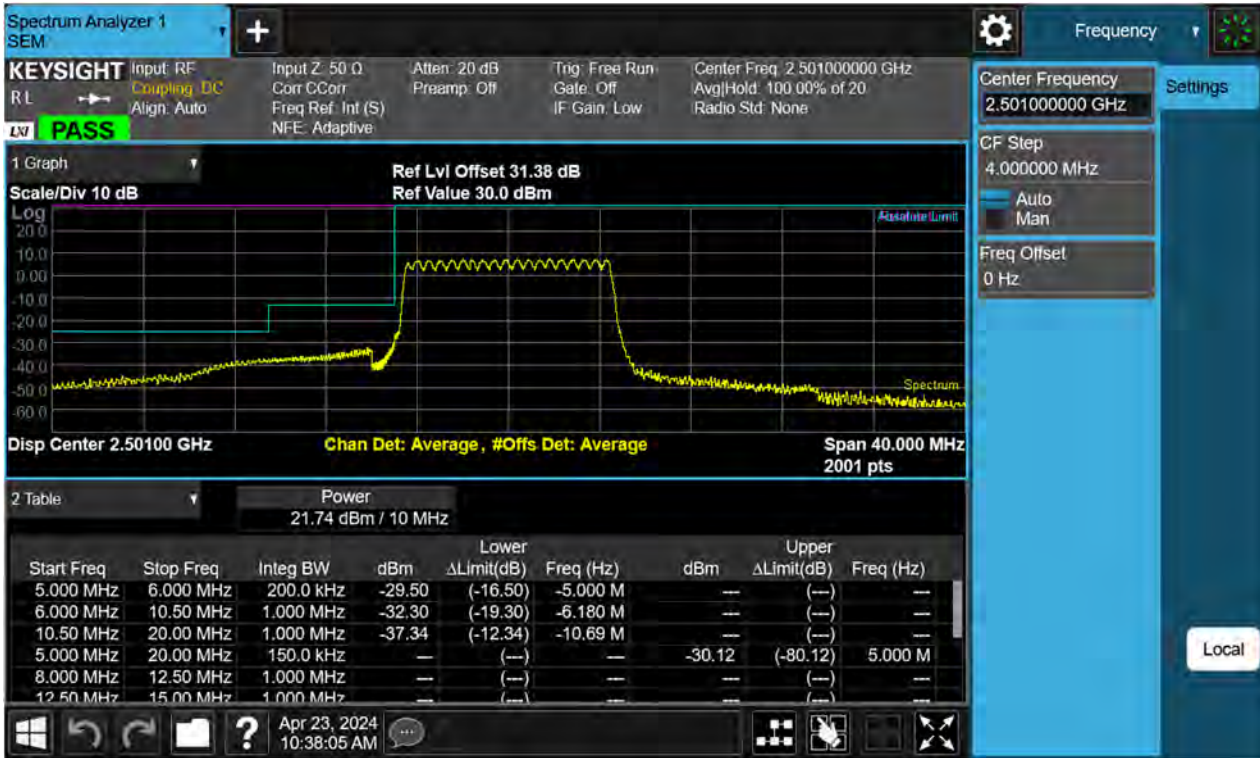 Spectrum Analyzer 1
SEM
+
Frequency
KEYSIGHT
R L
LXI
PASS
Input: RF
Coupling: DC
Align: Auto
Input Z: 50 Ω
Corr CCorr
Freq Ref: Int (S)
NFE: Adaptive
Atten: 20 dB
Preamp: Off
Trig: Free Run
Gate: Off
IF Gain: Low
Center Freq: 2.501000000 GHz
Avg|Hold: 100.00% of 20
Radio Std: None
Center Frequency
2.501000000 GHz
Settings
CF Step
4.000000 MHz
Auto
Man
Freq Offset
0 Hz
1 Graph
Scale/Div 10 dB
Ref Lvl Offset 31.38 dB
Ref Value 30.0 dBm
Log
Absolute Limit
20.0
10.0
0.00
-10.0
-20.0
-30.0
-40.0
-50.0
-60.0
Spectrum
Disp Center 2.50100 GHz
Chan Det: Average, #Offs Det: Average
Span 40.000 MHz
2001 pts
2 Table
Power
21.74 dBm / 10 MHz
Lower Upper
Start Freq Stop Freq Integ BW dBm ΔLimit(dB) Freq (Hz) dBm ΔLimit(dB) Freq (Hz)
5.000 MHz 6.000 MHz 200.0 kHz -29.50 (-16.50) -5.000 M --- (---) ---
6.000 MHz 10.50 MHz 1.000 MHz -32.30 (-19.30) -6.180 M --- (---) ---
10.50 MHz 20.00 MHz 1.000 MHz -37.34 (-12.34) -10.69 M --- (---) ---
5.000 MHz 20.00 MHz 150.0 kHz --- (---) --- -30.12 (-80.12) 5.000 M
8.000 MHz 12.50 MHz 1.000 MHz --- (---) --- --- (---) ---
12.50 MHz 15.00 MHz 1.000 MHz --- (---) --- --- (---) ---
Local
?
Apr 23, 2024
10:38:05 AM